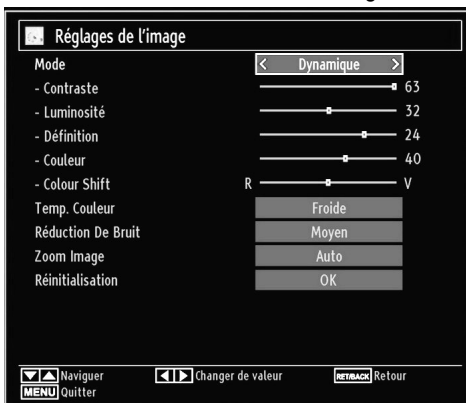 Réglages de l'image
Mode Dynamique
- Contraste 63
- Luminosité 32
- Définition 24
- Couleur 40
- Colour Shift R V
Temp. Couleur Froide
Réduction De Bruit Moyen
Zoom Image Auto
Réinitialisation OK
Naviguer Changer de valeur RET/BACK Retour
MENU Quitter